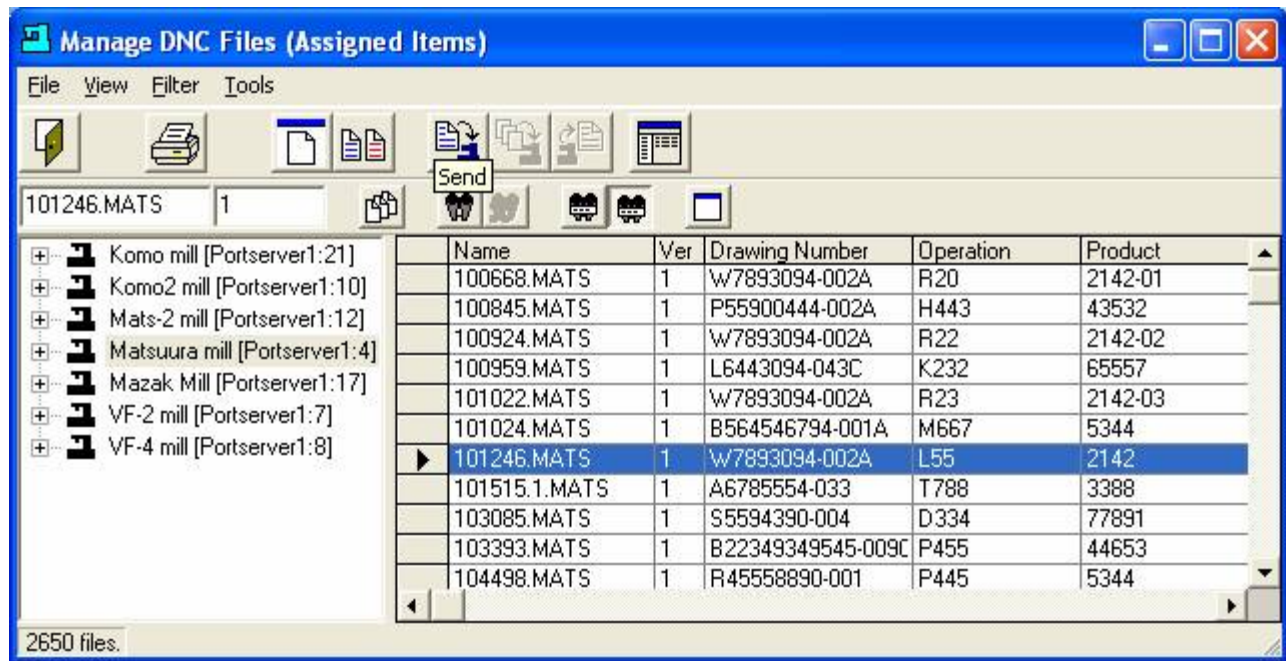 Manage DNC Files (Assigned Items)
File View Filter Tools
Send
101246.MATS 1
Komo mill [Portserver1:21]
Komo2 mill [Portserver1:10]
Mats-2 mill [Portserver1:12]
Matsuura mill [Portserver1:4]
Mazak Mill [Portserver1:17]
VF-2 mill [Portserver1:7]
VF-4 mill [Portserver1:8]
Name Ver Drawing Number Operation Product
100668.MATS 1 W7893094-002A R20 2142-01
100845.MATS 1 P55900444-002A H443 43532
100924.MATS 1 W7893094-002A R22 2142-02
100959.MATS 1 L6443094-043C K232 65557
101022.MATS 1 W7893094-002A R23 2142-03
101024.MATS 1 B564546794-001A M667 5344
101246.MATS 1 W7893094-002A L55 2142
101515.1.MATS 1 A6785554-033 T788 3388
103085.MATS 1 S5594390-004 D334 77891
103393.MATS 1 B22349349545-009C P455 44653
104498.MATS 1 R45558890-001 P445 5344
2650 files.